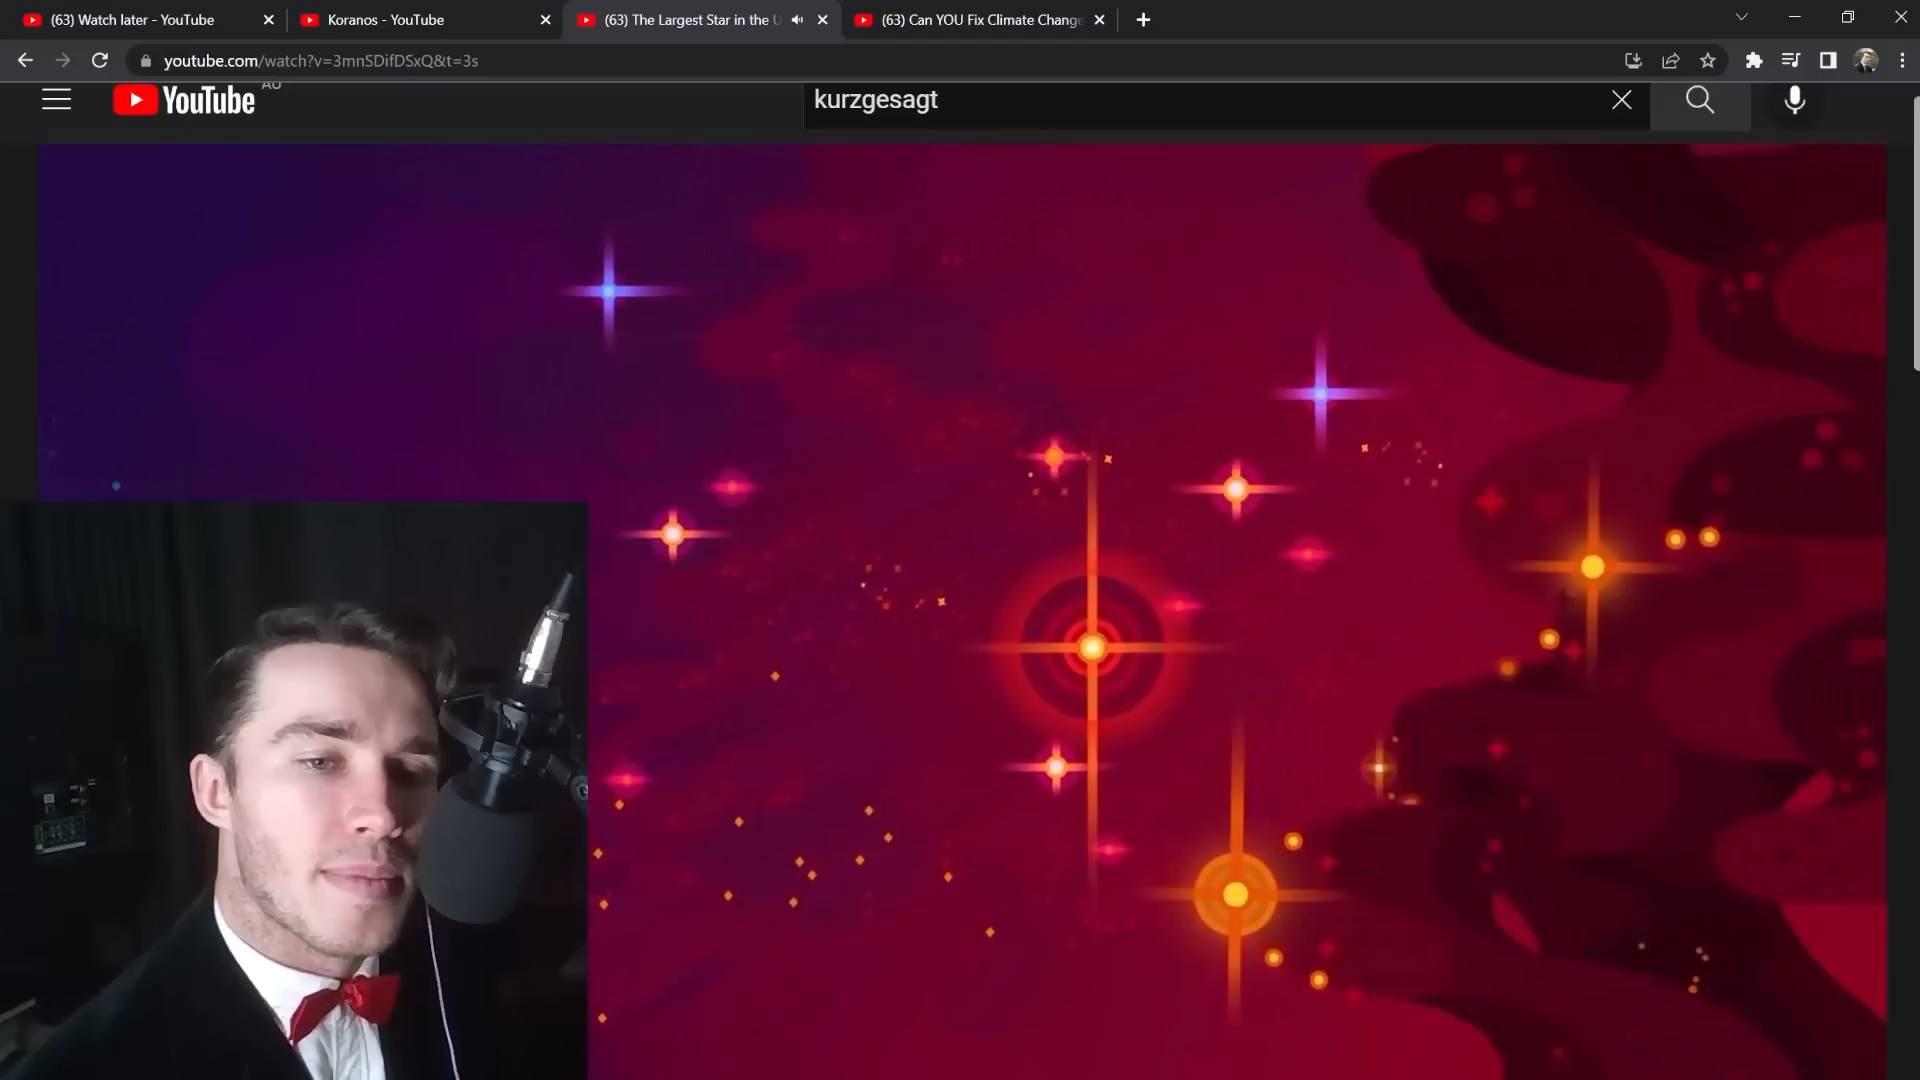 (63) Watch later - YouTube
Koranos - YouTube
(63) The Largest Star in the U
(63) Can YOU Fix Climate Change
youtube.com/watch?v=3mnSDifDSxQ&t=3s
YouTube
AU
kurzgesagt